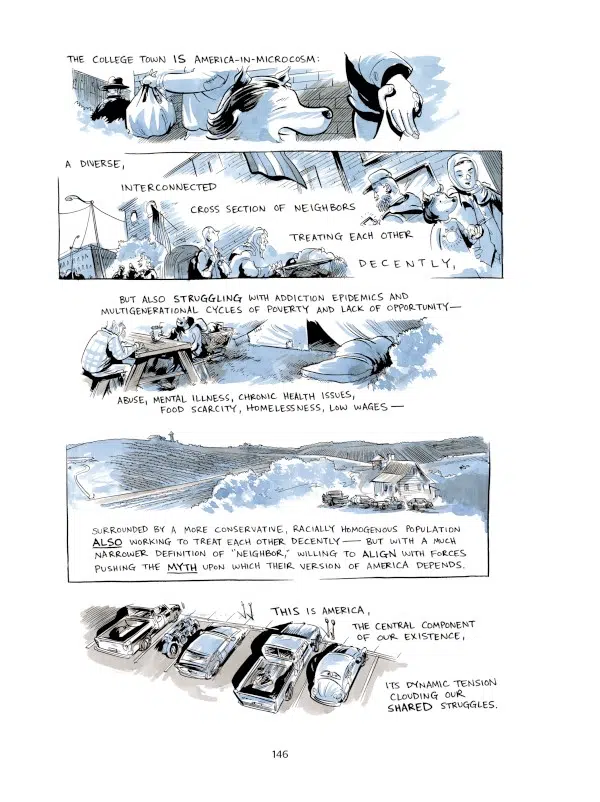 THE COLLEGE TOWN IS AMERICA-IN-MICROCOSM:
A DIVERSE,
INTERCONNECTED
CROSS SECTION OF NEIGHBORS
TREATING EACH OTHER
DECENTLY,
BUT ALSO STRUGGLING WITH ADDICTION EPIDEMICS AND
MULTIGENERATIONAL CYCLES OF POVERTY AND LACK OF OPPORTUNITY—
ABUSE, MENTAL ILLNESS, CHRONIC HEALTH ISSUES,
FOOD SCARCITY, HOMELESSNESS, LOW WAGES—
SURROUNDED BY A MORE CONSERVATIVE, RACIALLY HOMOGENOUS POPULATION
ALSO WORKING TO TREAT EACH OTHER DECENTLY— BUT WITH A MUCH
NARROWER DEFINITION OF "NEIGHBOR," WILLING TO ALIGN WITH FORCES
PUSHING THE MYTH UPON WHICH THEIR VERSION OF AMERICA DEPENDS.
THIS IS AMERICA,
THE CENTRAL COMPONENT
OF OUR EXISTENCE,
ITS DYNAMIC TENSION
CLOUDING OUR
SHARED STRUGGLES.
146